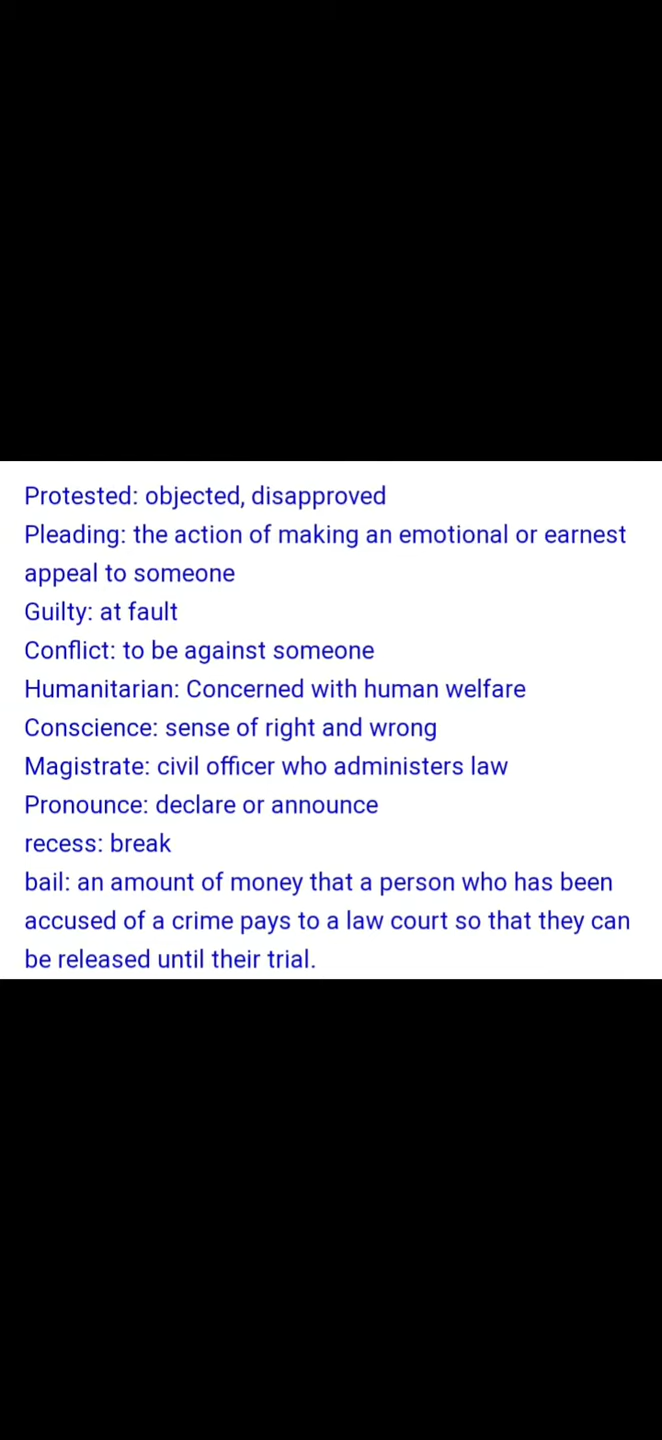 Protested: objected, disapproved
Pleading: the action of making an emotional or earnest
appeal to someone
Guilty: at fault
Conflict: to be against someone
Humanitarian: Concerned with human welfare
Conscience: sense of right and wrong
Magistrate: civil officer who administers law
Pronounce: declare or announce
recess: break
bail: an amount of money that a person who has been
accused of a crime pays to a law court so that they can
be released until their trial.